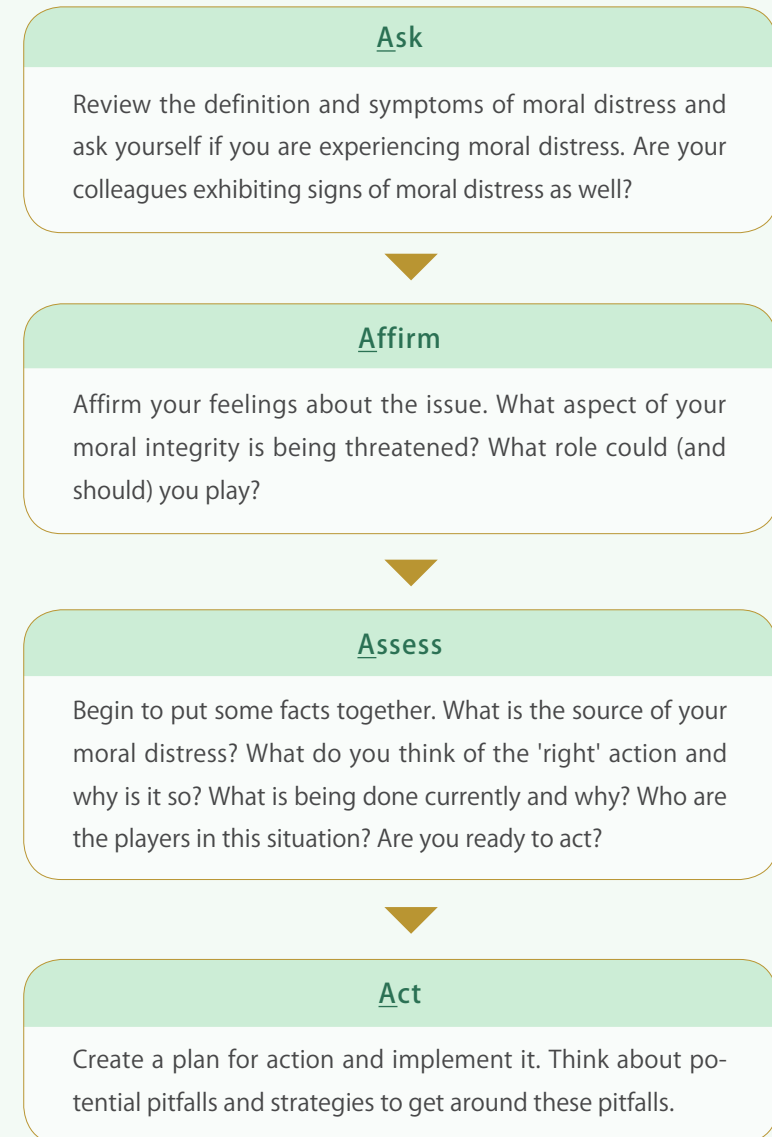 Ask
Review the definition and symptoms of moral distress and
ask yourself if you are experiencing moral distress. Are your
colleagues exhibiting signs of moral distress as well?
Affirm
Affirm your feelings about the issue. What aspect of your
moral integrity is being threatened? What role could (and
should) you play?
Assess
Begin to put some facts together. What is the source of your
moral distress? What do you think of the 'right' action and
why is it so? What is being done currently and why? Who are
the players in this situation? Are you ready to act?
Act
Create a plan for action and implement it. Think about po-
tential pitfalls and strategies to get around these pitfalls.